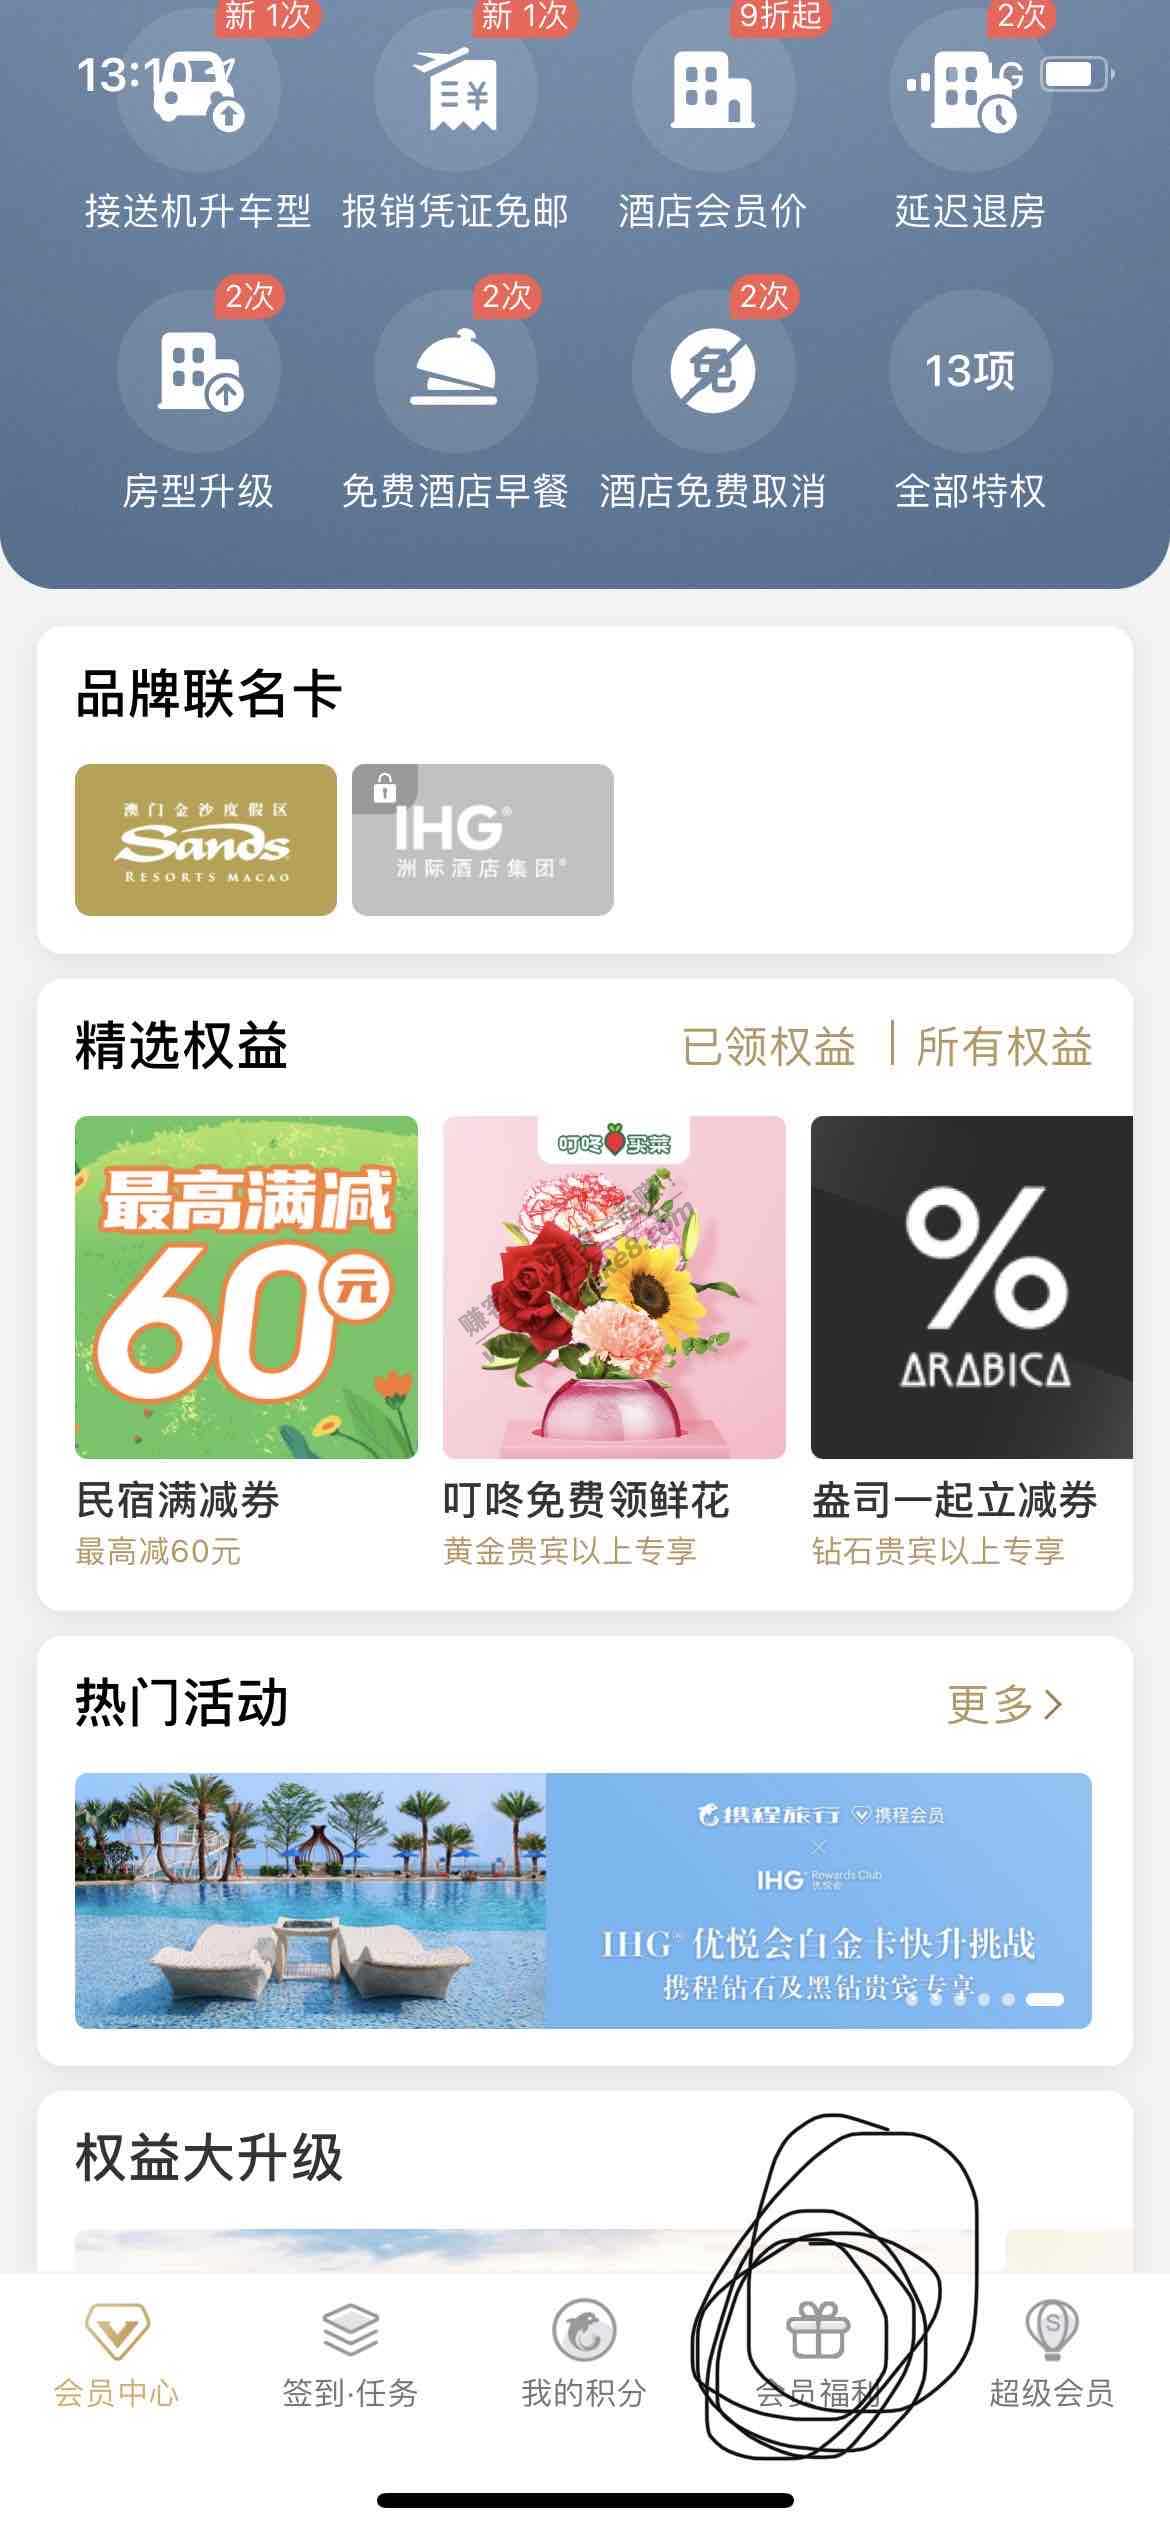 新 1次
新 1次
9折起
2次
13:10
G
接送机升车型
报销凭证免邮
酒店会员价
延迟退房
2次
2次
2次
免
13项
房型升级
免费酒店早餐
酒店免费取消
全部特权
品牌联名卡
澳门金沙度假区
Sands
RESORTS MACAO
IHG®
洲际酒店集团®
精选权益
已领权益
所有权益
最高满减
60元
叮咚买菜
% ARABICA
民宿满减券
叮咚免费领鲜花
盎司一起立减券
最高减60元
黄金贵宾以上专享
钻石贵宾以上专享
热门活动
更多
携程旅行 携程会员
×
IHG® Rewards Club
优悦会
IHG® 优悦会白金卡快升挑战
携程钻石及黑钻贵宾专享
权益大升级
会员中心
签到·任务
我的积分
会员福利
S
超级会员